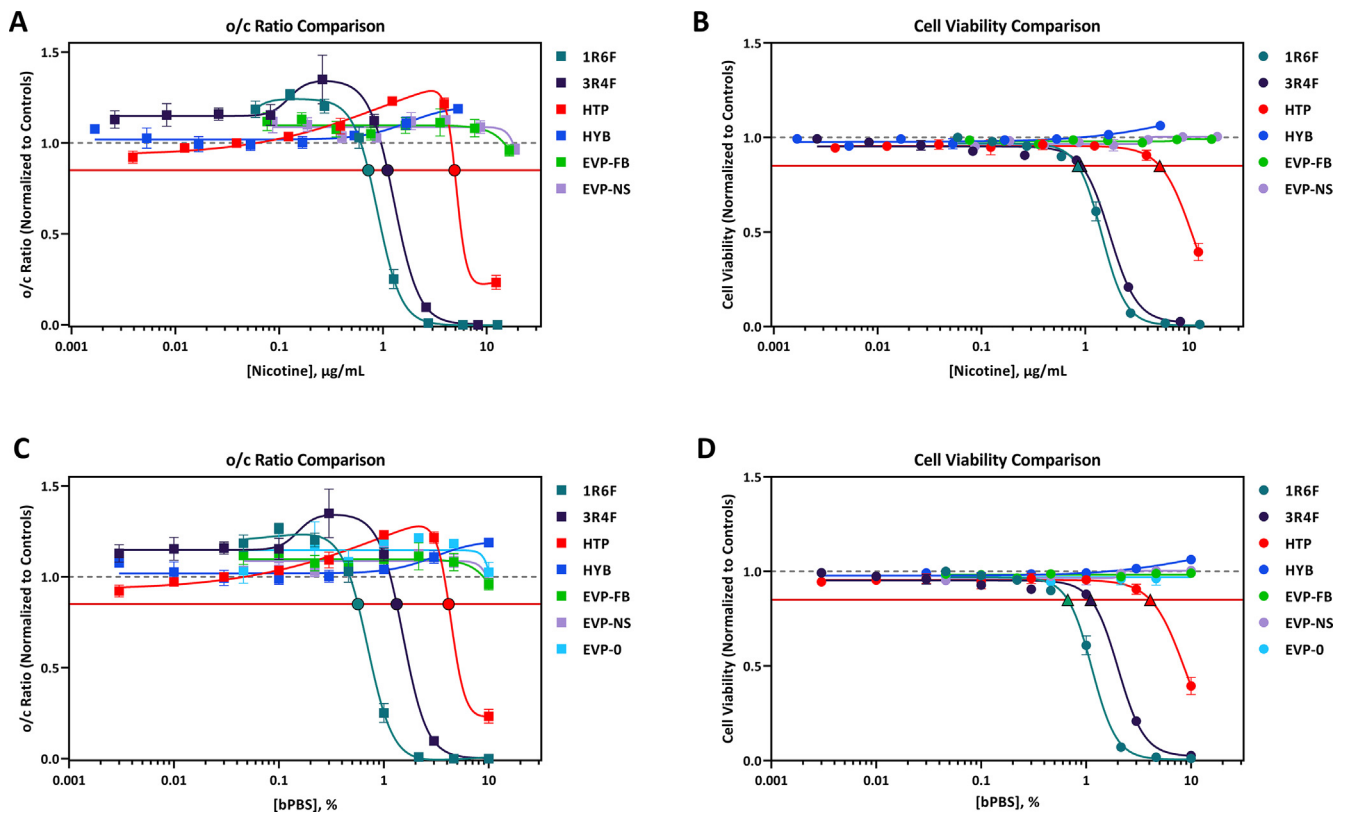 A
o/c Ratio Comparison
1.5
1.0
0.5
0.0
o/c Ratio (Normalized to Controls)
0.001
0.01
0.1
1
10
[Nicotine], µg/mL
1R6F
3R4F
HTP
HYB
EVP-FB
EVP-NS
B
Cell Viability Comparison
1.5
1.0
0.5
0.0
Cell Viability (Normalized to Controls)
0.001
0.01
0.1
1
10
[Nicotine], µg/mL
1R6F
3R4F
HTP
HYB
EVP-FB
EVP-NS
C
o/c Ratio Comparison
1.5
1.0
0.5
0.0
o/c Ratio (Normalized to Controls)
0.001
0.01
0.1
1
10
[bPBS], %
1R6F
3R4F
HTP
HYB
EVP-FB
EVP-NS
EVP-0
D
Cell Viability Comparison
1.5
1.0
0.5
0.0
Cell Viability (Normalized to Controls)
0.001
0.01
0.1
1
10
[bPBS], %
1R6F
3R4F
HTP
HYB
EVP-FB
EVP-NS
EVP-0